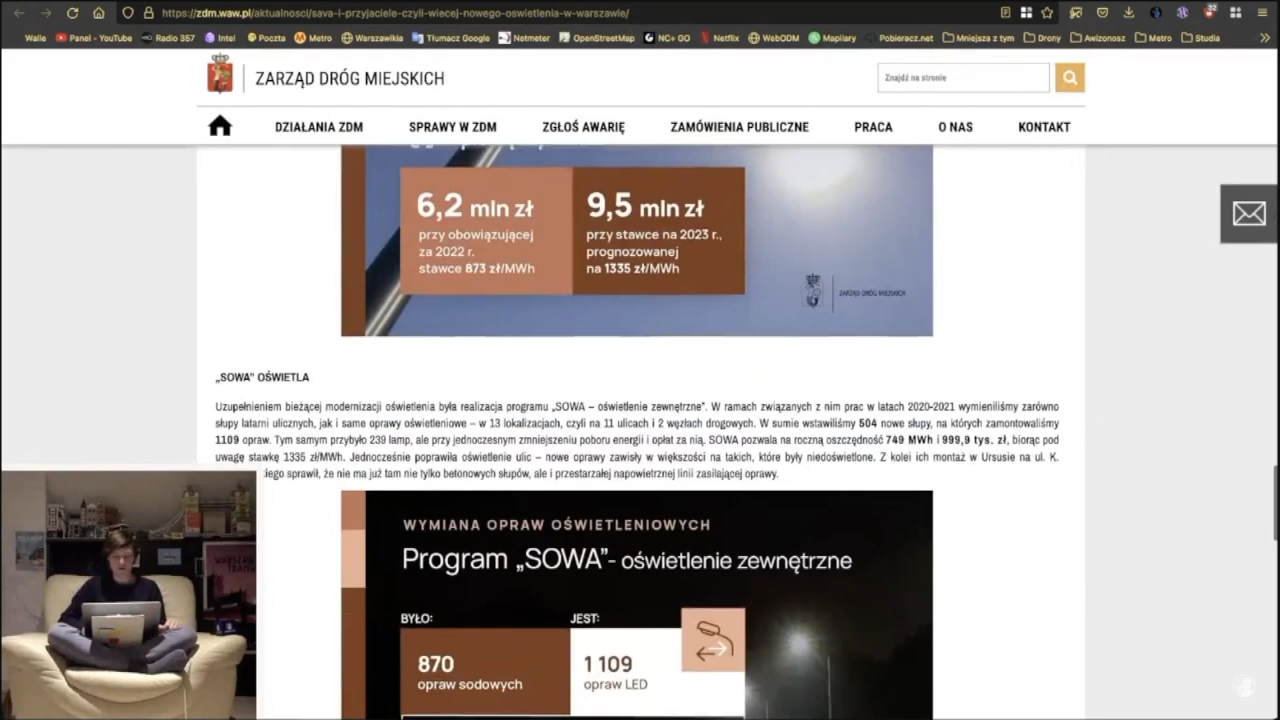 https://zdm.waw.pl/aktualnosci/sava-i-przyjaciele-czyli-wiecej-nowego-oswietlenia-w-warszawie/
32
Walle Panel - YouTube Radio 357 Intel Poczta Metro Warszawikia Tłumacz Google Netmeter OpenStreetMap NC+ GO Netflix WebODM Mapilary Pobieracz.net Mniejsza z tym Drony Awizonosz Metro Studia
ZARZĄD DRÓG MIEJSKICH
Znajdź na stronie
DZIAŁANIA ZDM SPRAWY W ZDM ZGŁOŚ AWARIĘ ZAMÓWIENIA PUBLICZNE PRACA O NAS KONTAKT
6,2 mln zł
przy obowiązującej
za 2022 r.
stawce 873 zł/MWh
9,5 mln zł
przy stawce na 2023 r.,
prognozowanej
na 1335 zł/MWh
ZARZĄD DRÓG MIEJSKICH
„SOWA” OŚWIETLA
Uzupełnieniem bieżącej modernizacji oświetlenia była realizacja programu „SOWA – oświetlenie zewnętrzne”. W ramach związanych z nim prac w latach 2020-2021 wymieniliśmy zarówno
słupy latarni ulicznych, jak i same oprawy oświetleniowe – w 13 lokalizacjach, czyli na 11 ulicach i 2 węzłach drogowych. W sumie wstawiliśmy 504 nowe słupy, na których zamontowaliśmy
1109 opraw. Tym samym przybyło 239 lamp, ale przy jednoczesnym zmniejszeniu poboru energii i opłat za nią. SOWA pozwala na roczną oszczędność 749 MWh i 999,9 tys. zł, biorąc pod
uwagę stawkę 1335 zł/MWh. Jednocześnie poprawiła oświetlenie ulic – nowe oprawy zawisły w większości na takich, które były niedoświetlone. Z kolei ich montaż w Ursusie na ul. K.
iego sprawił, że nie ma już tam nie tylko betonowych słupów, ale i przestarzałej napowietrznej linii zasilającej oprawy.
WYMIANA OPRAW OŚWIETLENIOWYCH
Program „SOWA”- oświetlenie zewnętrzne
BYŁO:
870
opraw sodowych
JEST:
1 109
opraw LED